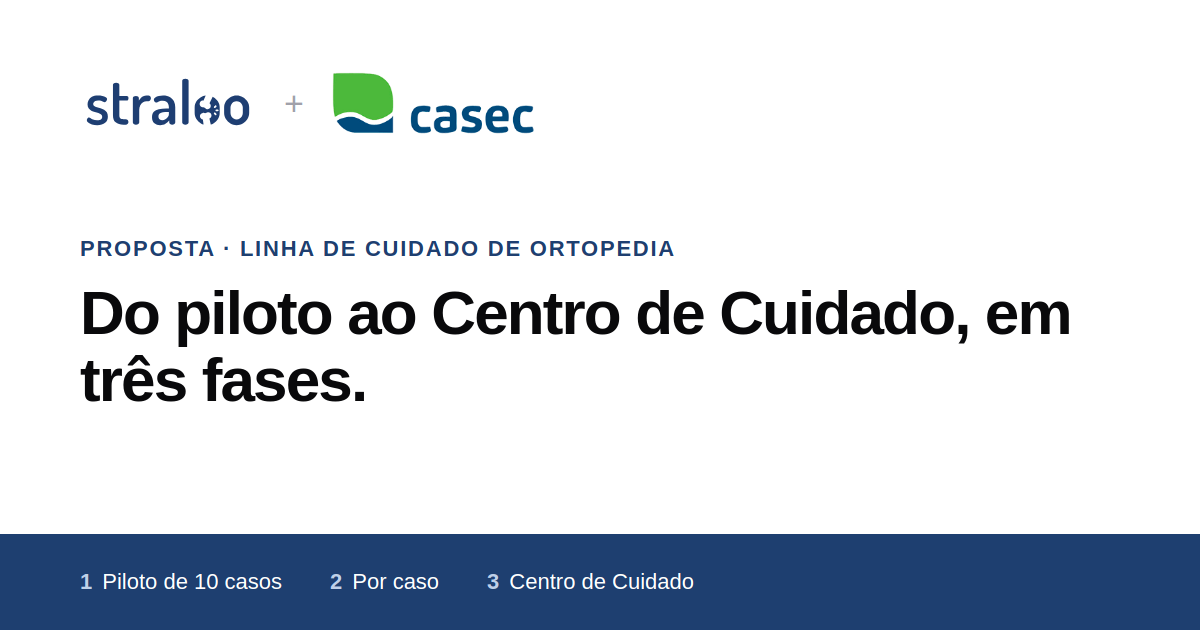 straloo + casec
PROPOSTA · LINHA DE CUIDADO DE ORTOPEDIA
Do piloto ao Centro de Cuidado, em
três fases.
1 Piloto de 10 casos 2 Por caso 3 Centro de Cuidado